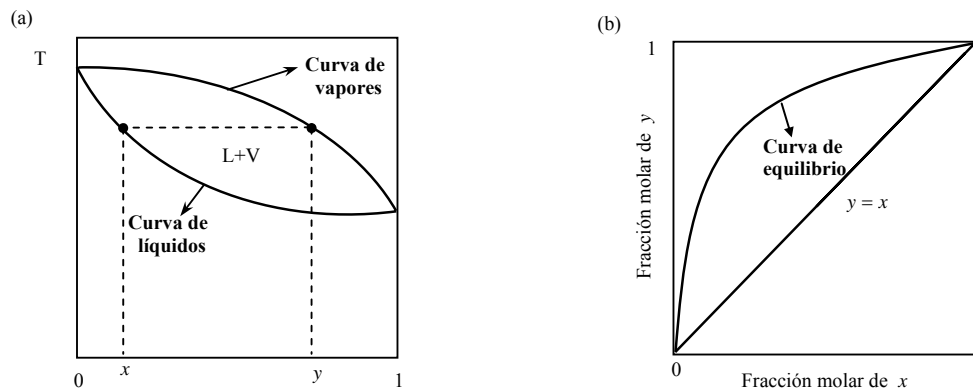 (a)
T
Curva de
vapores
L+V
Curva de
líquidos
0
x
y
1
(b)
1
Fracción molar de y
Curva de
equilibrio
y = x
0
Fracción molar de x